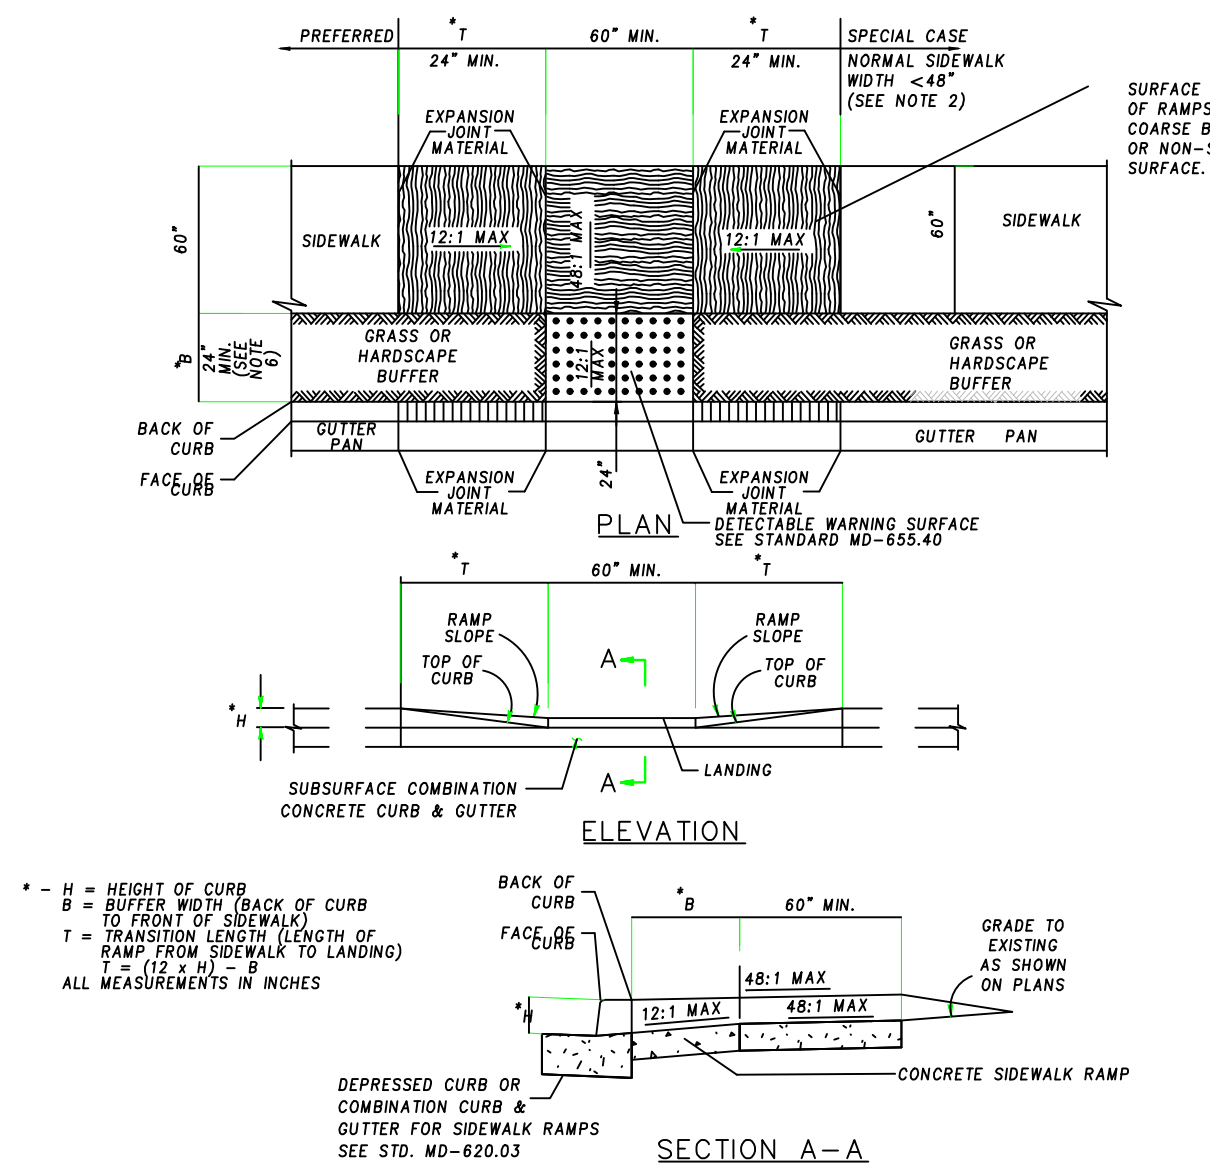 PREFERRED
*T
60" MIN.
*T
SPECIAL CASE
24" MIN.
24" MIN.
NORMAL SIDEWALK
WIDTH <48"
(SEE NOTE 2)
SURFACE
OF RAMPS
COARSE B
OR NON-S
SURFACE.
EXPANSION
JOINT
MATERIAL
EXPANSION
JOINT
MATERIAL
60"
SIDEWALK
12:1 MAX
48:1 MAX
12:1 MAX
60"
SIDEWALK
*B
24"
MIN.
(SEE
NOTE
6)
GRASS OR
HARDSCAPE
BUFFER
12:1
MAX
GRASS OR
HARDSCAPE
BUFFER
BACK OF
CURB
FACE OF
CURB
GUTTER
PAN
GUTTER PAN
EXPANSION
JOINT
MATERIAL
24"
EXPANSION
JOINT
MATERIAL
PLAN
DETECTABLE WARNING SURFACE
SEE STANDARD MD-655.40
*T
60" MIN.
*T
RAMP
SLOPE
TOP OF
CURB
A
RAMP
SLOPE
TOP OF
CURB
*H
A
LANDING
SUBSURFACE COMBINATION
CONCRETE CURB & GUTTER
ELEVATION
* - H = HEIGHT OF CURB
B = BUFFER WIDTH (BACK OF CURB
TO FRONT OF SIDEWALK)
T = TRANSITION LENGTH (LENGTH OF
RAMP FROM SIDEWALK TO LANDING)
T = (12 x H) - B
ALL MEASUREMENTS IN INCHES
BACK OF
CURB
FACE OF
CURB
*B
60" MIN.
GRADE TO
EXISTING
AS SHOWN
ON PLANS
48:1 MAX
*H
12:1 MAX
48:1 MAX
CONCRETE SIDEWALK RAMP
DEPRESSED CURB OR
COMBINATION CURB &
GUTTER FOR SIDEWALK RAMPS
SEE STD. MD-620.03
SECTION A-A